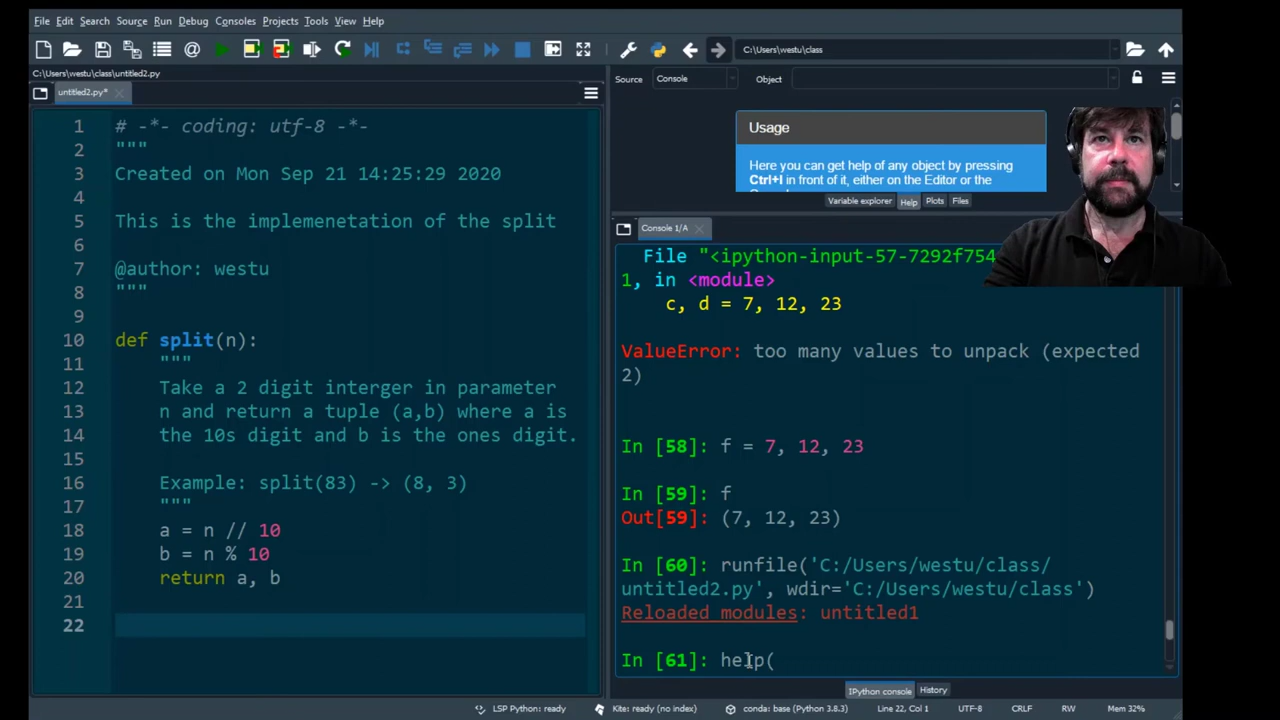 File Edit Search Source Run Debug Consoles Projects Tools View Help
C:\Users\westu\class
C:\Users\westu\class\untitled2.py
untitled2.py*
1 # -*- coding: utf-8 -*-
2 """
3 Created on Mon Sep 21 14:25:29 2020
4
5 This is the implemenetation of the split
6
7 @author: westu
8 """
9
10 def split(n):
11 """
12 Take a 2 digit interger in parameter
13 n and return a tuple (a,b) where a is
14 the 10s digit and b is the ones digit.
15
16 Example: split(83) -> (8, 3)
17 """
18 a = n // 10
19 b = n % 10
20 return a, b
21
22
Source Console Object
Usage
Here you can get help of any object by pressing
Ctrl+I in front of it, either on the Editor or the
Variable explorer Help Plots Files
Console 1/A
File "<ipython-input-57-7292f754
1, in <module>
c, d = 7, 12, 23
ValueError: too many values to unpack (expected
2)
In [58]: f = 7, 12, 23
In [59]: f
Out[59]: (7, 12, 23)
In [60]: runfile('C:/Users/westu/class/
untitled2.py', wdir='C:/Users/westu/class')
Reloaded modules: untitled1
In [61]: help(
IPython console History
LSP Python: ready Kite: ready (no index) conda: base (Python 3.8.3) Line 22, Col 1 UTF-8 CRLF RW Mem 32%